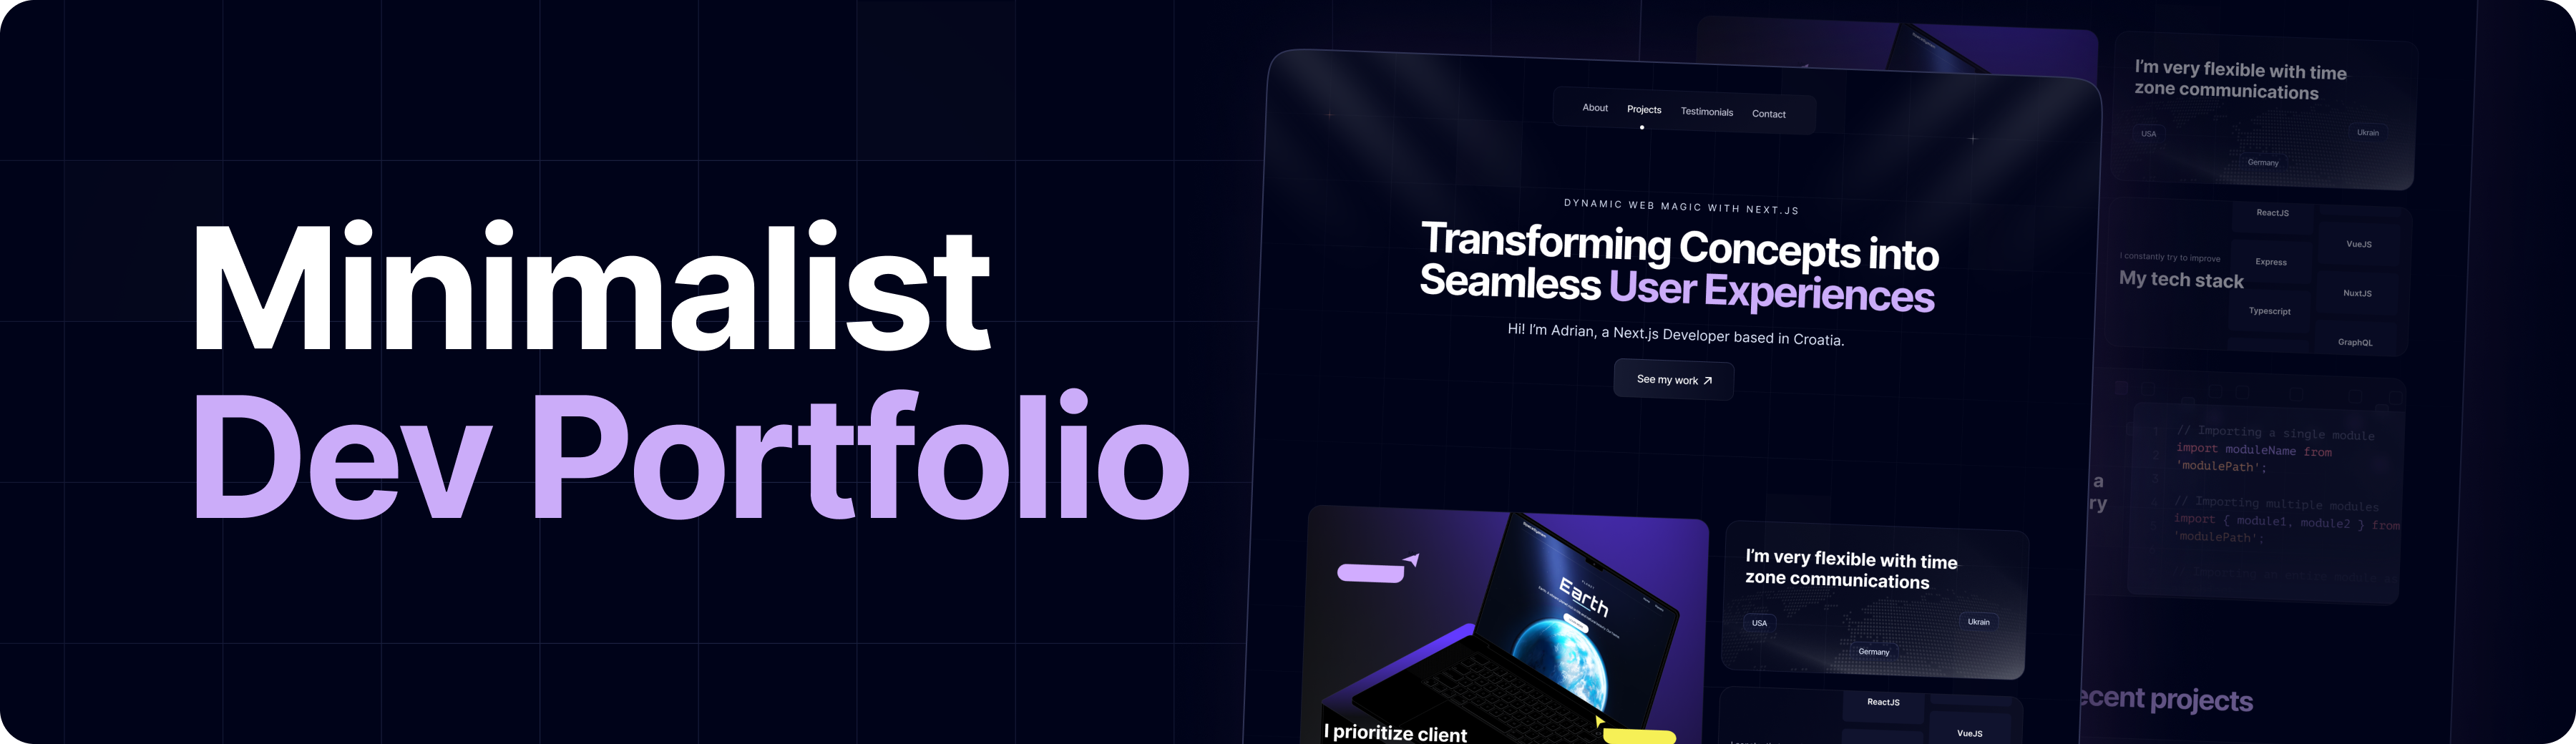 Minimalist
Dev Portfolio
About
Projects
Testimonials
Contact
DYNAMIC WEB MAGIC WITH NEXT.JS
Transforming Concepts into
Seamless User Experiences
Hi! I'm Adrian, a Next.js Developer based in Croatia.
See my work
Earth
I prioritize client
I'm very flexible with time
zone communications
USA
Ukrain
Germany
ReactJS
VueJS
I'm very flexible with time
zone communications
USA
Ukrain
Germany
I constantly try to improve
My tech stack
ReactJS
VueJS
Express
NuxtJS
Typescript
GraphQL
a
ry
1
// Importing a single module
2
import moduleName from
'modulePath';
// Importing multiple modules
import { module1, module2 } from
'modulePath';
ecent projects